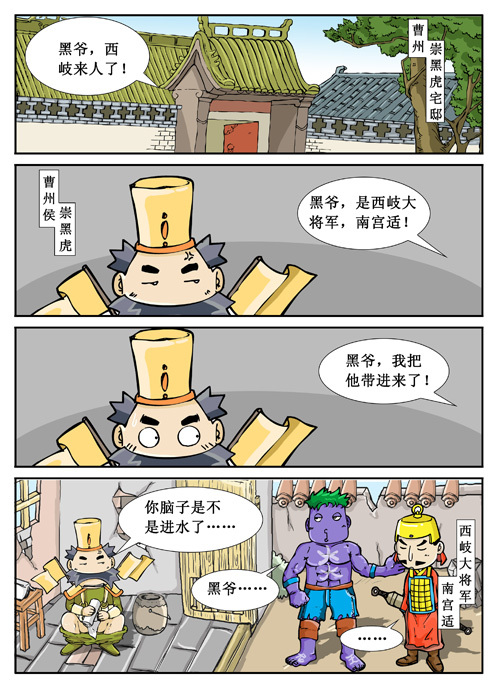 黑爷，西
岐来人了！
曹州
崇黑虎宅邸
曹州侯
崇黑虎
黑爷，是西岐大
将军，南宫适！
黑爷，我把
他带进来了！
你脑子是不
是进水了……
黑爷……
……
西岐大将军
南宫适